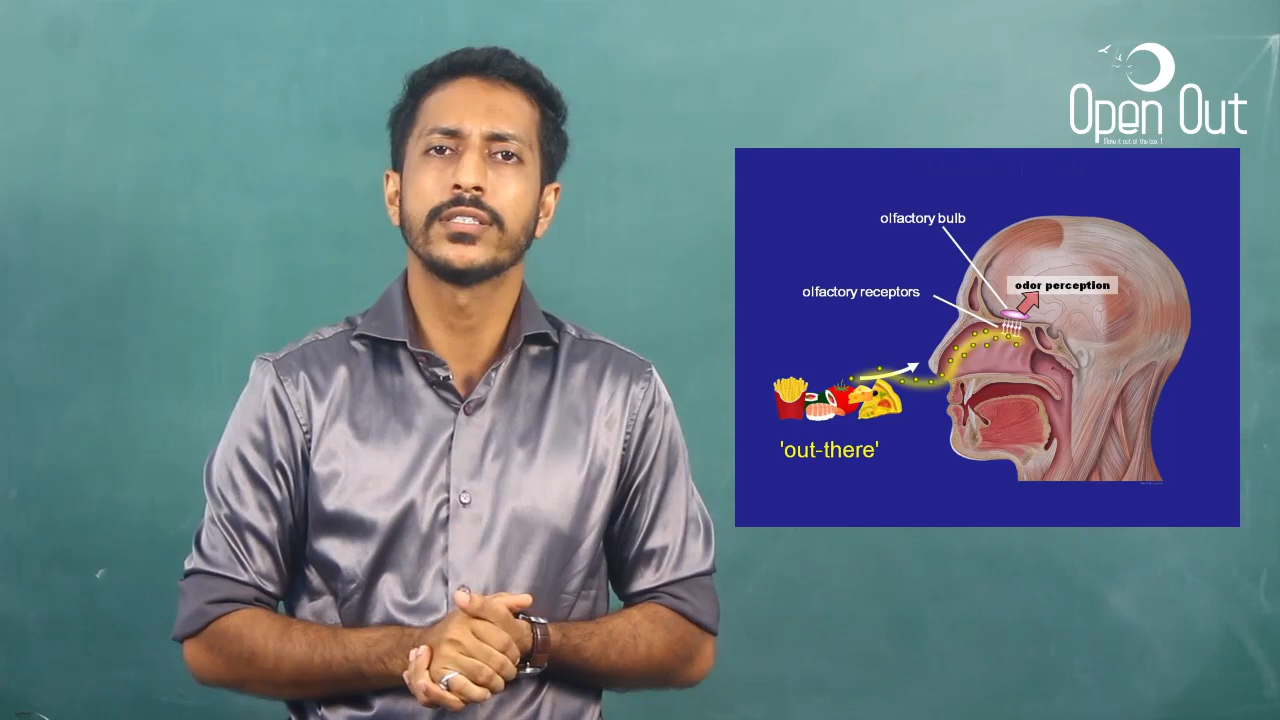 Open Out
olfactory bulb
odor perception
olfactory receptors
'out-there'